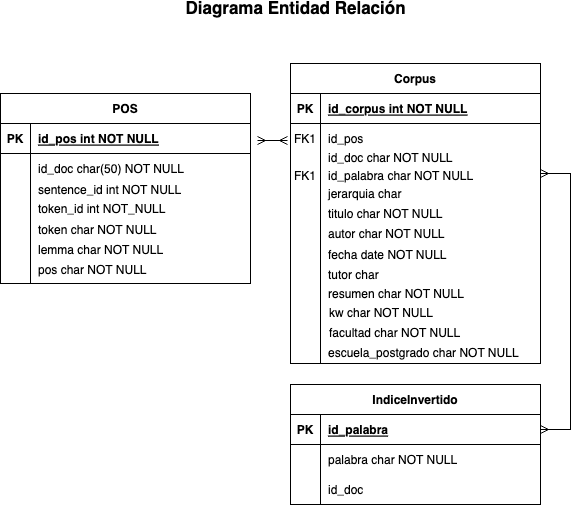 Diagrama Entidad Relación
POS
PK id_pos int NOT NULL
id_doc char(50) NOT NULL
sentence_id int NOT NULL
token_id int NOT_NULL
token char NOT NULL
lemma char NOT NULL
pos char NOT NULL
Corpus
PK id_corpus int NOT NULL
FK1 id_pos
id_doc char NOT NULL
FK1 id_palabra char NOT NULL
jerarquia char
titulo char NOT NULL
autor char NOT NULL
fecha date NOT NULL
tutor char
resumen char NOT NULL
kw char NOT NULL
facultad char NOT NULL
escuela_postgrado char NOT NULL
IndiceInvertido
PK id_palabra
palabra char NOT NULL
id_doc